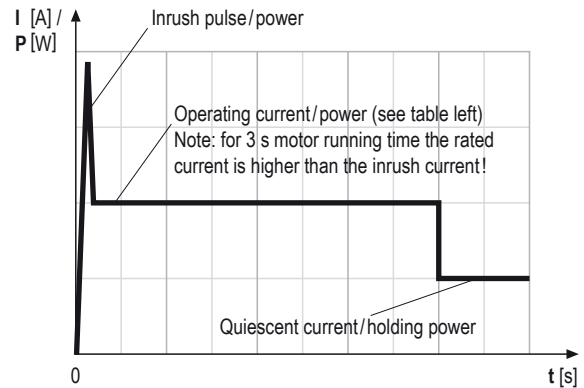 I [A] /
P [W]
Inrush pulse/power
Operating current/power (see table left)
Note: for 3 s motor running time the rated
current is higher than the inrush current!
Quiescent current/holding power
0
t [s]